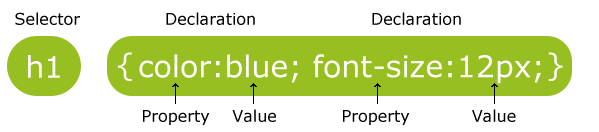 Selector Declaration Declaration
h1 {color:blue; font-size:12px;}
Property Value Property Value